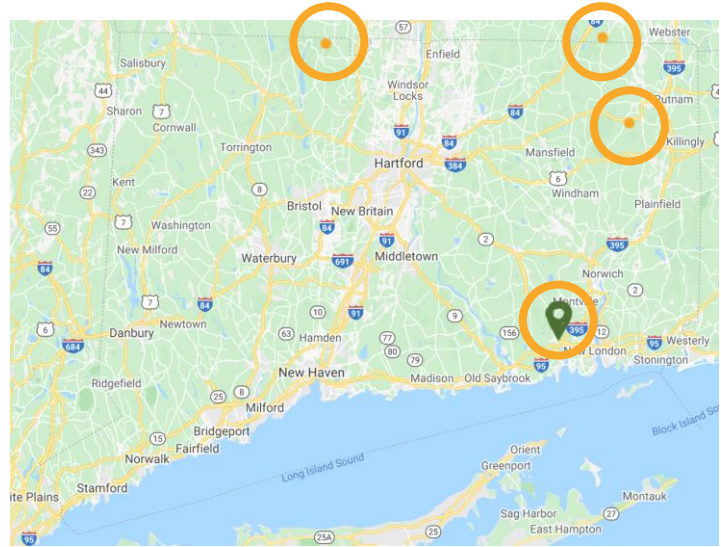 84
57
Webster
Salisbury
Enfield
395
44
Windsor
Locks
Putnam
7
Sharon
Cornwall
84
91
343
Torrington
84
Killingly
Hartford
Mansfield
22
Kent
8
384
6
Bristol
New Britain
Windham
Plainfield
7
Washington
84
55
2
New Milford
91
395
84
Waterbury
691
Middletown
Norwich
7
2
84
10
91
9
6
Newtown
63
Hamden
77
156
395
12
Danbury
80
95
684
New London
Westerly
79
95
Stonington
Ridgefield
New Haven
Madison
Old Saybrook
25
8
Milford
15
Bridgeport
Block Island
Norwalk
Fairfield
Long Island Sound
Orient
Stamford
Greenport
ite Plains
Montauk
Sag Harbor
27
95
25A
25
East Hampton